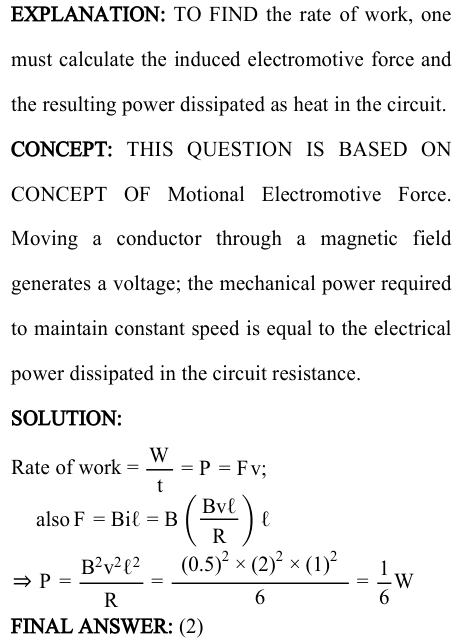 EXPLANATION: TO FIND the rate of work, one
must calculate the induced electromotive force and
the resulting power dissipated as heat in the circuit.
CONCEPT: THIS QUESTION IS BASED ON
CONCEPT OF Motional Electromotive Force.
Moving a conductor through a magnetic field
generates a voltage; the mechanical power required
to maintain constant speed is equal to the electrical
power dissipated in the circuit resistance.
SOLUTION:
Rate of work = W/t = P = Fv;
also F = Biℓ = B (Bvℓ/R) ℓ
⇒ P = B²v²ℓ²/R = (0.5)² × (2)² × (1)²/6 = 1/6 W
FINAL ANSWER: (2)